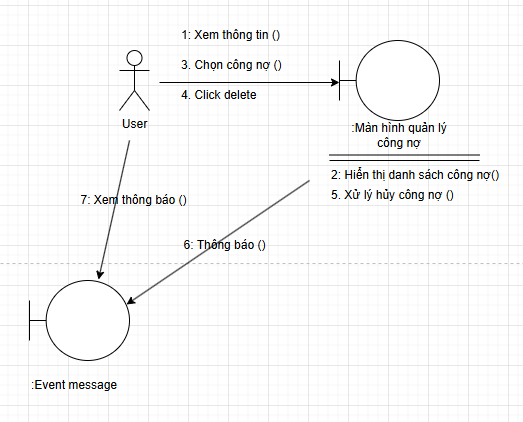 1: Xem thông tin ()
3. Chọn công nợ ()
4. Click delete
User
:Màn hình quản lý
công nợ
2: Hiển thị danh sách công nợ()
5. Xử lý hủy công nợ ()
7: Xem thông báo ()
6: Thông báo ()
:Event message